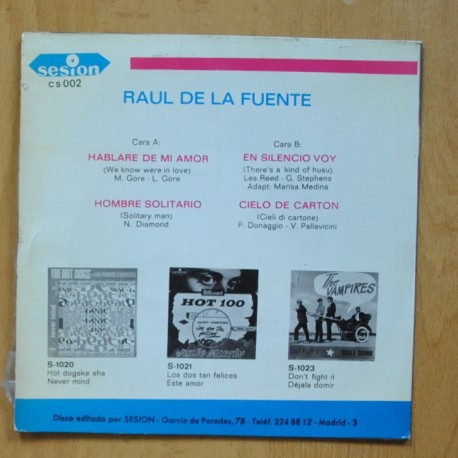 sesion
cs 002
RAUL DE LA FUENTE
Cara A:
HABLARE DE MI AMOR
(We know were in love)
M. Gore - L. Gore
HOMBRE SOLITARIO
(Solitary man)
N. Diamond
Cara B:
EN SILENCIO VOY
(There's a kind of husu)
Les Reed - G. Stephens
Adapt: Marisa Medina
CIELO DE CARTON
(Cieli di cartone)
P. Donaggio - V. Pallavicini
THE HOT DOGS
S-1020
Hot dogske sha
Never mind
HOT 100
S-1021
Los dos tan felices
Este amor
The
VAMPIRES
S-1023
Don't fight it
Déjala domir
Disco editado por SESION - García de Paredes, 78 - Teléf. 224 88 12 - Madrid - 3